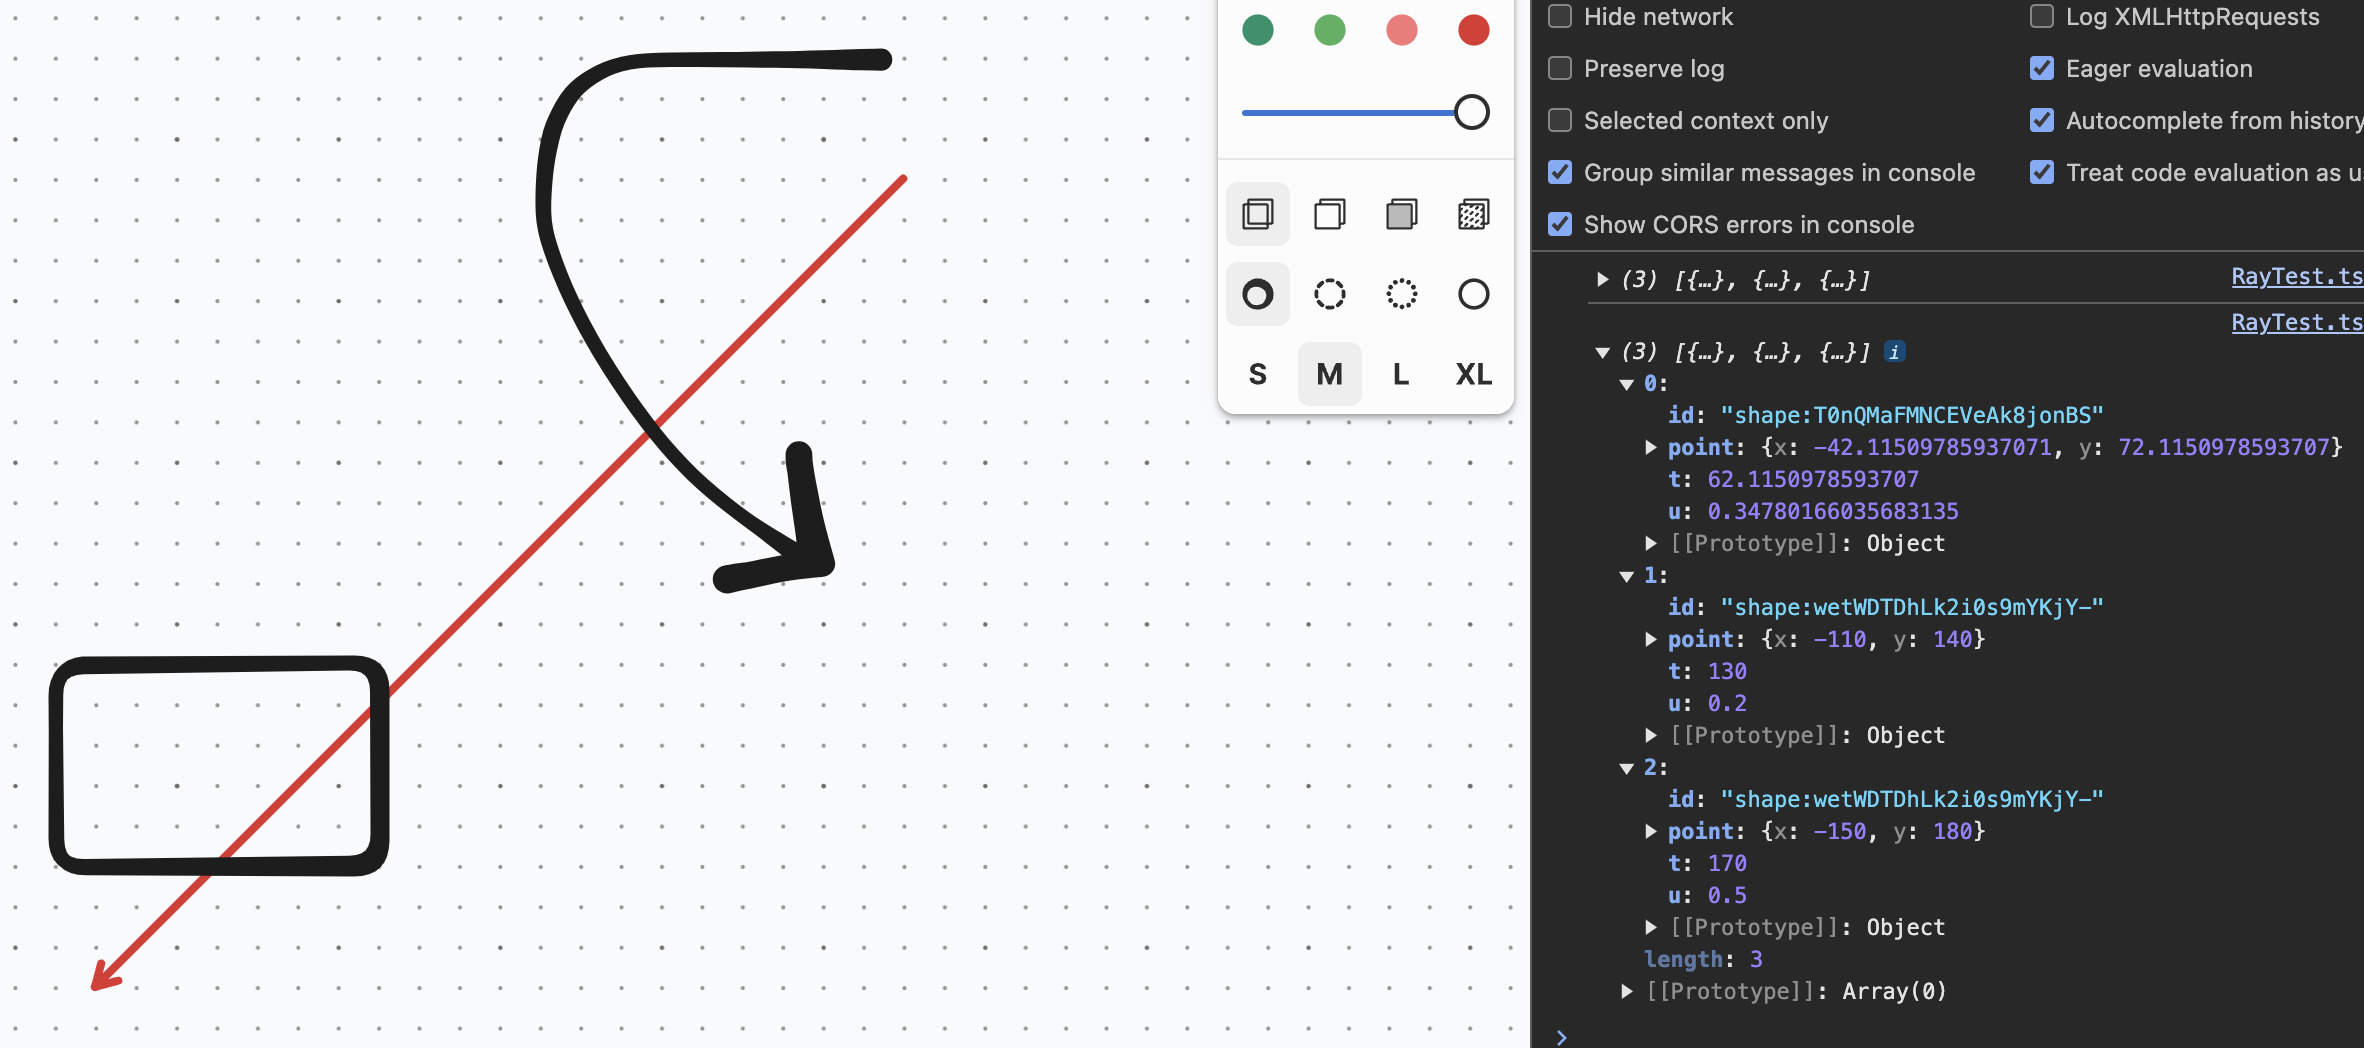 S M L XL
Hide network
Log XMLHttpRequests
Preserve log
Eager evaluation
Selected context only
Autocomplete from history
Group similar messages in console
Treat code evaluation as u
Show CORS errors in console
(3) [{…}, {…}, {…}] RayTest.ts
RayTest.ts
(3) [{…}, {…}, {…}] i
0:
id: "shape:T0nQMaFMNCEVeAk8jonBS"
point: {x: -42.11509785937071, y: 72.1150978593707}
t: 62.1150978593707
u: 0.34780166035683135
[[Prototype]]: Object
1:
id: "shape:wetWDTDhLk2i0s9mYKjY-"
point: {x: -110, y: 140}
t: 130
u: 0.2
[[Prototype]]: Object
2:
id: "shape:wetWDTDhLk2i0s9mYKjY-"
point: {x: -150, y: 180}
t: 170
u: 0.5
[[Prototype]]: Object
length: 3
[[Prototype]]: Array(0)